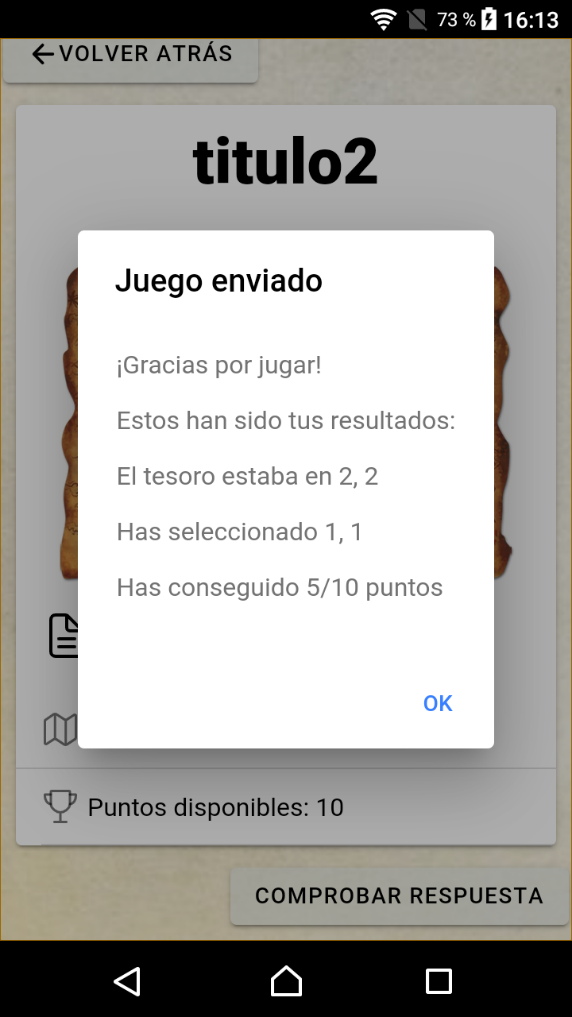 73 % 16:13
VOLVER ATRÁS
titulo2
Juego enviado
¡Gracias por jugar!
Estos han sido tus resultados:
El tesoro estaba en 2, 2
Has seleccionado 1, 1
Has conseguido 5/10 puntos
OK
Puntos disponibles: 10
COMPROBAR RESPUESTA